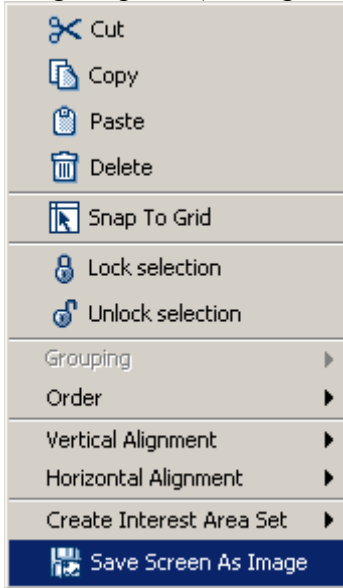 Cut
Copy
Paste
Delete
Snap To Grid
Lock selection
Unlock selection
Grouping
Order
Vertical Alignment
Horizontal Alignment
Create Interest Area Set
Save Screen As Image